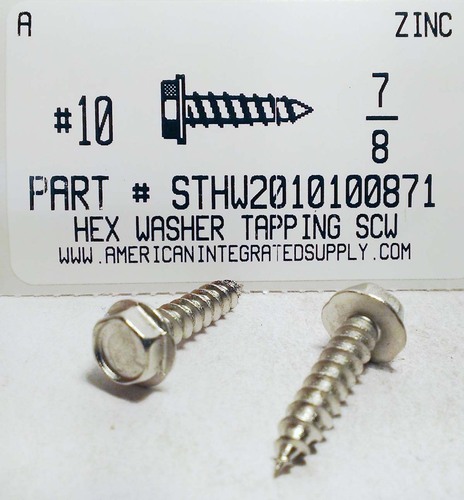 A ZINC
#10 7/8
PART # STHW2010100871
HEX WASHER TAPPING SCW
WWW.AMERICANINTEGRATEDSUPPLY.COM